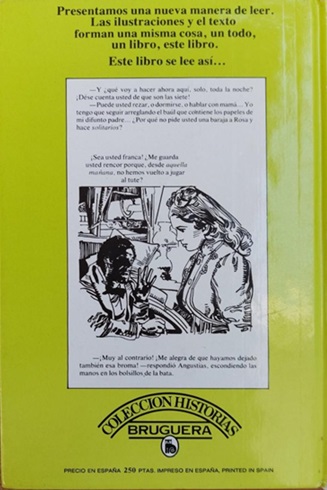 Presentamos una nueva manera de leer.
Las ilustraciones y el texto
forman una misma cosa, un todo,
un libro, este libro.
Este libro se lee así...
—Y ¿qué voy a hacer ahora aquí, solo, toda la noche?
¡Dése cuenta usted de que son las siete!
—Puede usted rezar, o dormirse, o hablar con mamá... Yo
tengo que seguir arreglando el baúl que contiene los papeles de
mi difunto padre... ¿Por qué no pide usted una baraja a Rosa y
hace solitarios?
¡Sea usted franca! ¿Me guarda
usted rencor porque, desde aquella
mañana, no hemos vuelto a jugar
al tute?
—¡Muy al contrario! ¡Me alegra de que hayamos dejado
también esa broma! —respondió Angustias, escondiendo las
manos en los bolsillos de la bata.
COLECCION HISTORIAS
BRUGUERA
PRECIO EN ESPAÑA 250 PTAS. IMPRESO EN ESPAÑA, PRINTED IN SPAIN